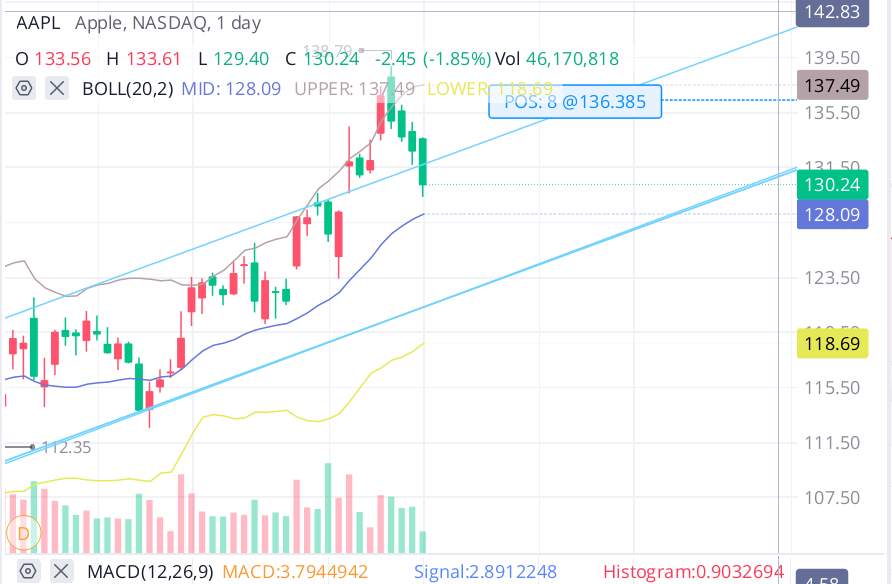 AAPL Apple, NASDAQ, 1 day
142.83
138.79
O 133.56 H 133.61 L 129.40 C 130.24 -2.45 (-1.85%) Vol 46,170,818
139.50
BOLL(20,2) MID: 128.09 UPPER: 137.49 LOWER: 118.69
137.49
POS: 8 @136.385
135.50
131.50
130.24
128.09
123.50
119.50
118.69
115.50
112.35
111.50
107.50
D
MACD(12,26,9) MACD:3.7944942 Signal:2.8912248 Histogram:0.9032694
4.58